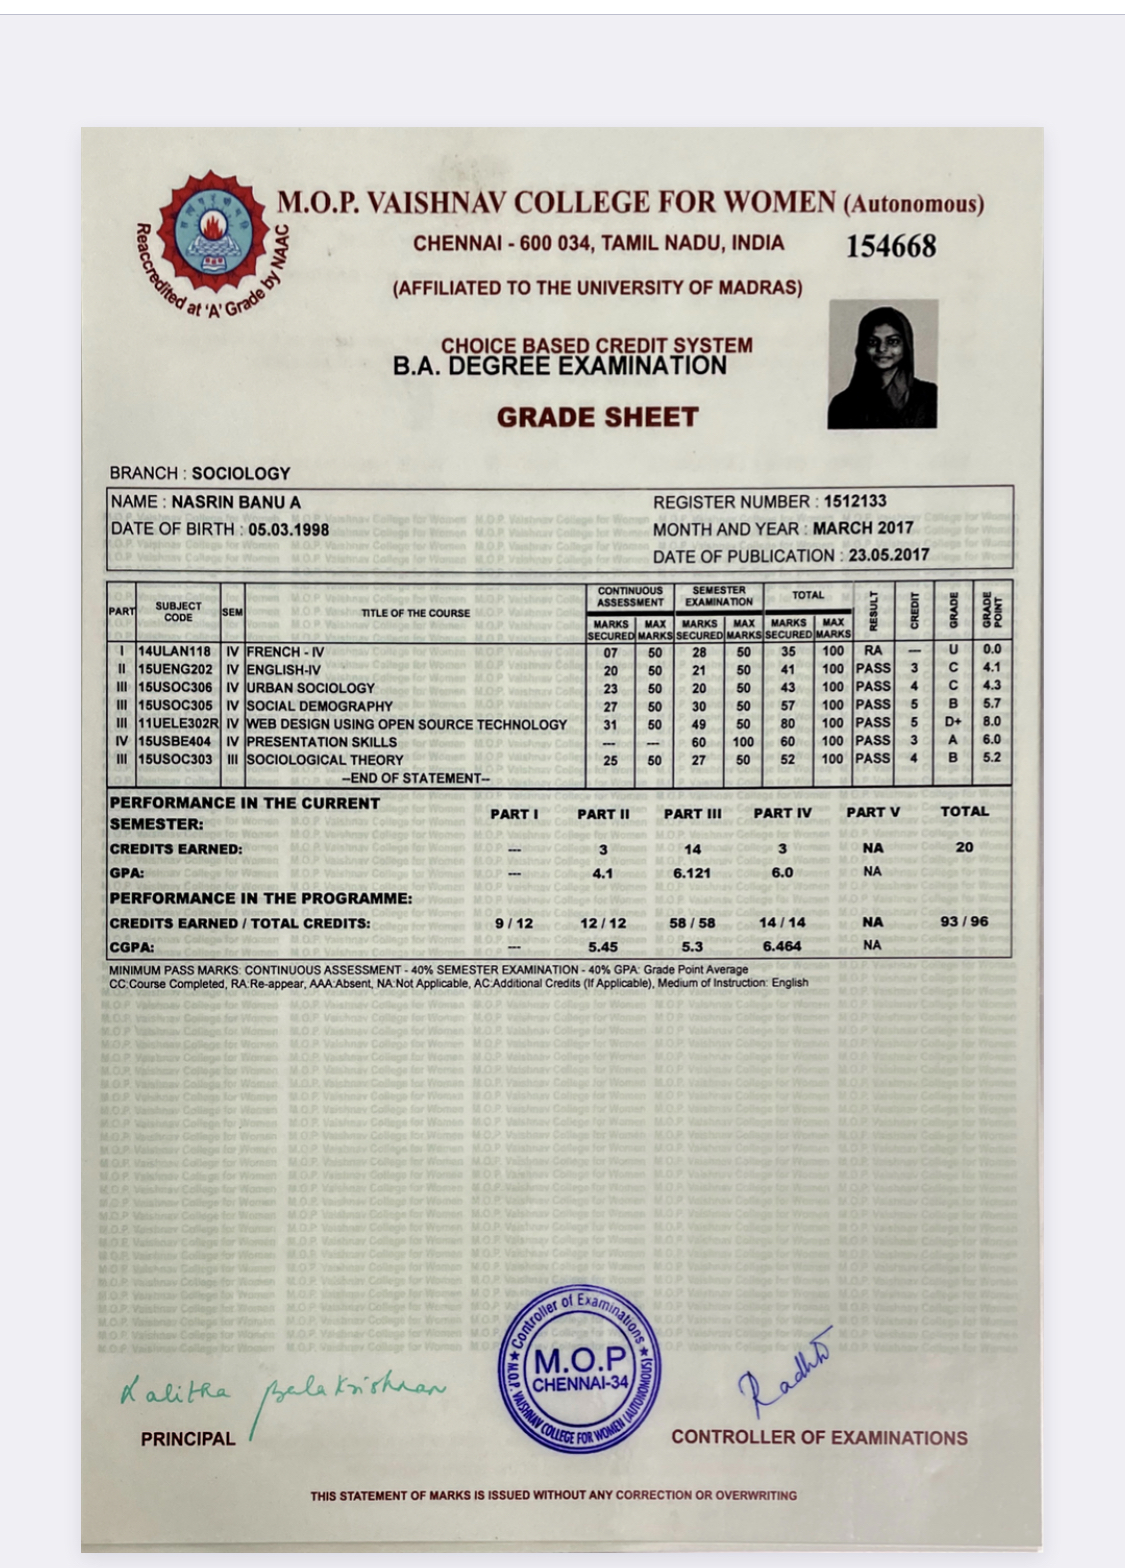 M.O.P. VAISHNAV COLLEGE FOR WOMEN (Autonomous)
Reaccredited at 'A' Grade by NAAC
CHENNAI - 600 034, TAMIL NADU, INDIA
154668
(AFFILIATED TO THE UNIVERSITY OF MADRAS)
CHOICE BASED CREDIT SYSTEM
B.A. DEGREE EXAMINATION
GRADE SHEET
BRANCH : SOCIOLOGY
NAME : NASRIN BANU A REGISTER NUMBER : 1512133
DATE OF BIRTH : 05.03.1998 MONTH AND YEAR : MARCH 2017
DATE OF PUBLICATION : 23.05.2017
PART SUBJECT CODE SEM TITLE OF THE COURSE CONTINUOUS ASSESSMENT SEMESTER EXAMINATION TOTAL RESULT CREDIT GRADE GRADE POINT
MARKS SECURED MAX MARKS MARKS SECURED MAX MARKS MARKS SECURED MAX MARKS
I 14ULAN118 IV FRENCH - IV 07 50 28 50 35 100 RA --- U 0.0
II 15UENG202 IV ENGLISH-IV 20 50 21 50 41 100 PASS 3 C 4.1
III 15USOC306 IV URBAN SOCIOLOGY 23 50 20 50 43 100 PASS 4 C 4.3
III 15USOC305 IV SOCIAL DEMOGRAPHY 27 50 30 50 57 100 PASS 5 B 5.7
III 11UELE302R IV WEB DESIGN USING OPEN SOURCE TECHNOLOGY 31 50 49 50 80 100 PASS 5 D+ 8.0
IV 15USBE404 IV PRESENTATION SKILLS --- --- 60 100 60 100 PASS 3 A 6.0
III 15USOC303 III SOCIOLOGICAL THEORY 25 50 27 50 52 100 PASS 4 B 5.2
--END OF STATEMENT--
PERFORMANCE IN THE CURRENT SEMESTER: PART I PART II PART III PART IV PART V TOTAL
CREDITS EARNED: --- 3 14 3 NA 20
GPA: --- 4.1 6.121 6.0 NA
PERFORMANCE IN THE PROGRAMME:
CREDITS EARNED / TOTAL CREDITS: 9 / 12 12 / 12 58 / 58 14 / 14 NA 93 / 96
CGPA: --- 5.45 5.3 6.464 NA
MINIMUM PASS MARKS: CONTINUOUS ASSESSMENT - 40% SEMESTER EXAMINATION - 40% GPA: Grade Point Average
CC:Course Completed, RA:Re-appear, AAA:Absent, NA:Not Applicable, AC:Additional Credits (If Applicable), Medium of Instruction: English
Controller of Examinations
M.O.P
CHENNAI-34
M.O.P. VAISHNAV COLLEGE FOR WOMEN (AUTONOMOUS)
Lalitha Balakrishnan
Radh
PRINCIPAL
CONTROLLER OF EXAMINATIONS
THIS STATEMENT OF MARKS IS ISSUED WITHOUT ANY CORRECTION OR OVERWRITING